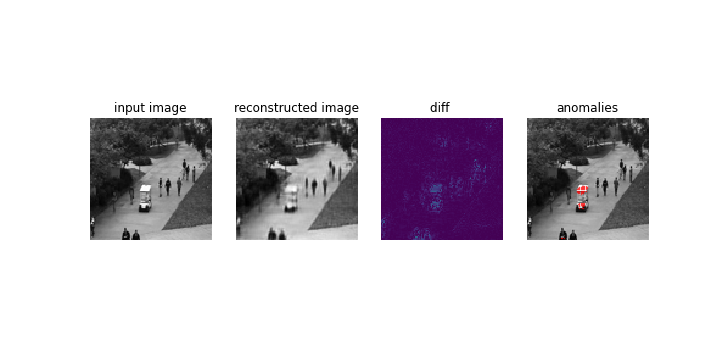 input image
reconstructed image
diff
anomalies